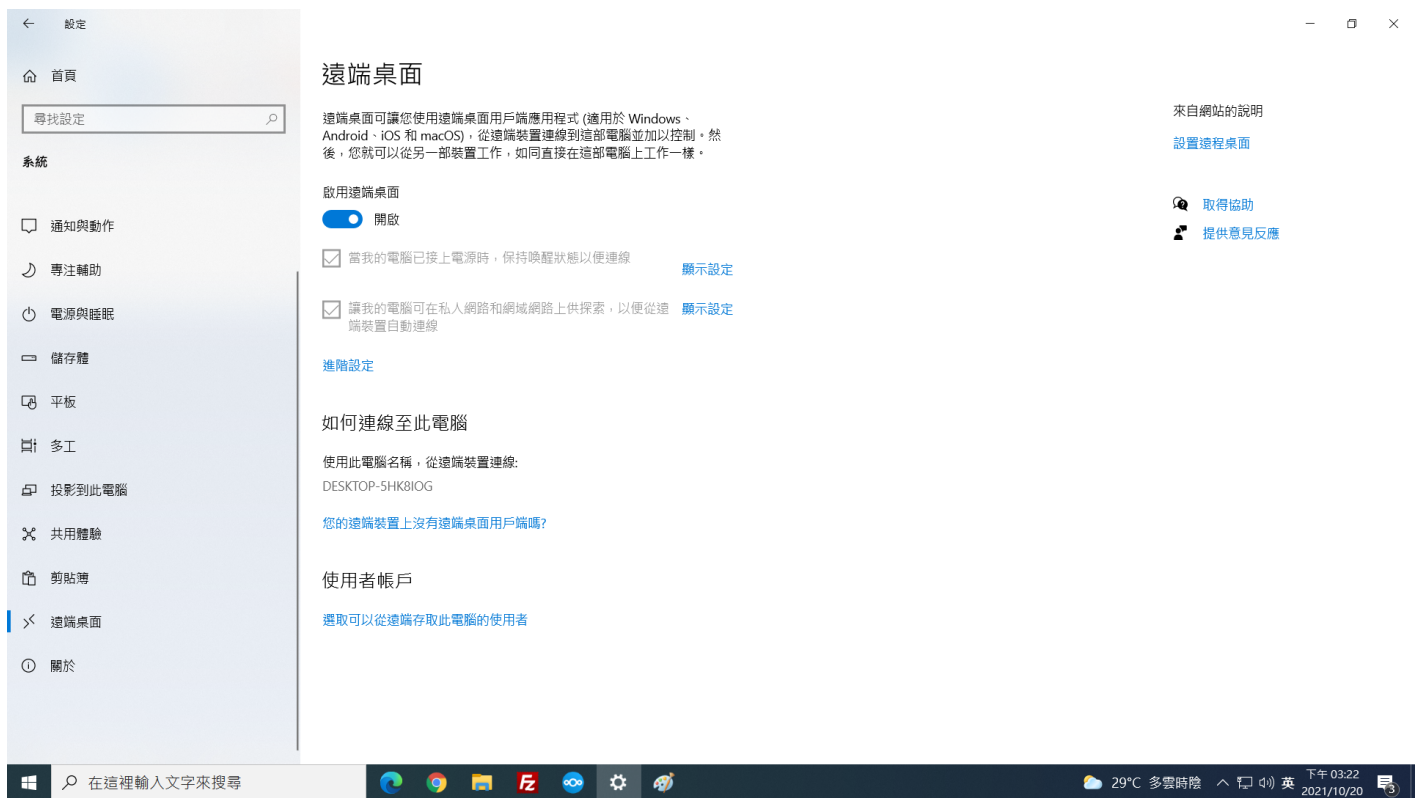 設定
首頁
尋找設定
系統
通知與動作
專注輔助
電源與睡眠
儲存體
平板
多工
投影到此電腦
共用體驗
剪貼簿
遠端桌面
關於
遠端桌面
遠端桌面可讓您使用遠端桌面用戶端應用程式 (適用於 Windows、
Android、iOS 和 macOS)，從遠端裝置連線到這部電腦並加以控制。然
後，您就可以從另一部裝置工作，如同直接在這部電腦上工作一樣。
啟用遠端桌面
開啟
當我的電腦已接上電源時，保持喚醒狀態以便連線
顯示設定
讓我的電腦可在私人網路和網域網路上供探索，以便從遠
端裝置自動連線
顯示設定
進階設定
如何連線至此電腦
使用此電腦名稱，從遠端裝置連線:
DESKTOP-5HK8IOG
您的遠端裝置上沒有遠端桌面用戶端嗎?
使用者帳戶
選取可以從遠端存取此電腦的使用者
來自網站的說明
設置遠程桌面
取得協助
提供意見反應
在這裡輸入文字來搜尋
Fz
29°C 多雲時陰
英
下午 03:22
2021/10/20
3